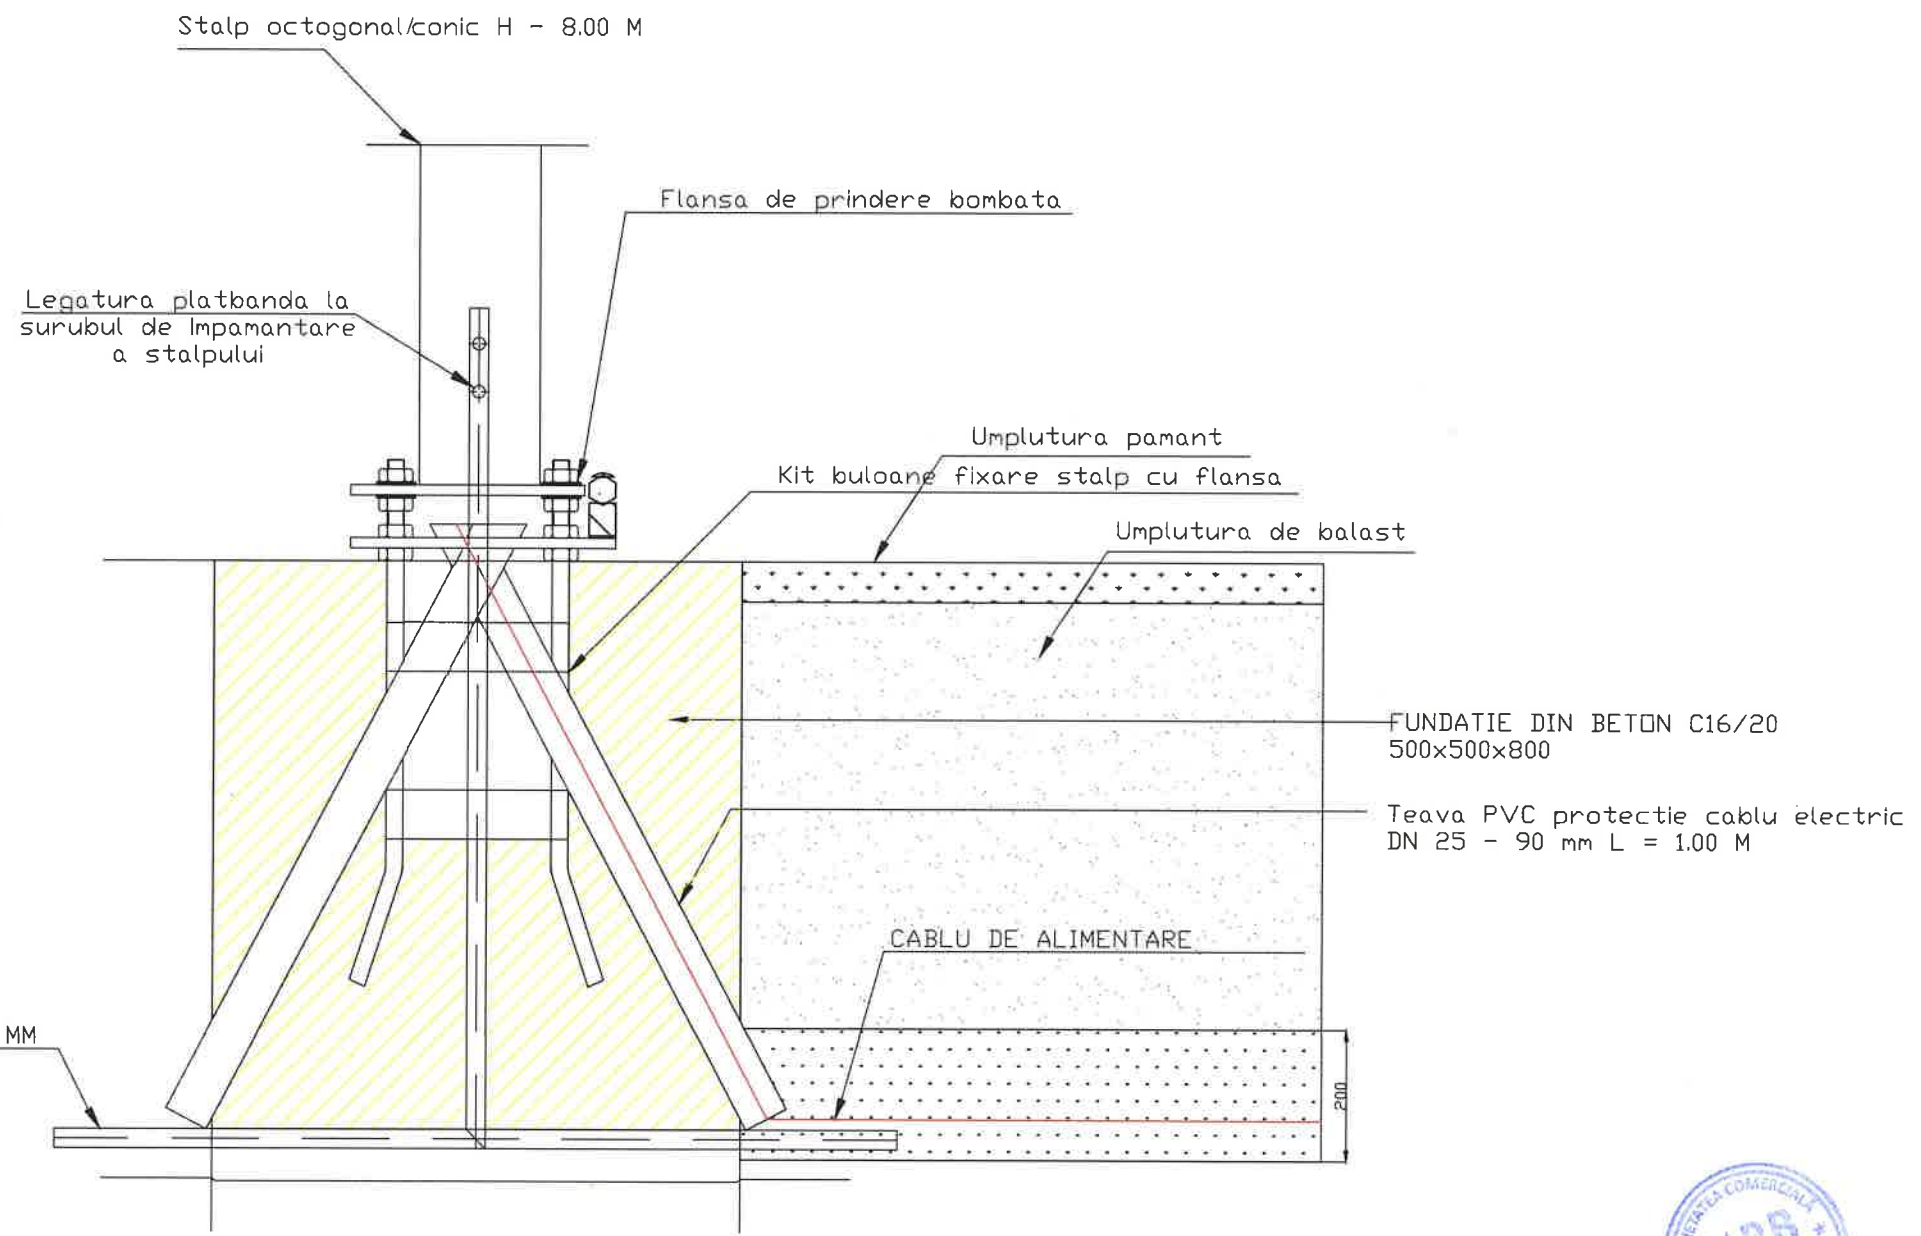 Stalp octogonal/conic H - 8.00 M
Flansa de prindere bombata
Legatura platbanda la
surubul de Impamantare
a stalpului
Umplutura pamant
Kit buloane fixare stalp cu flansa
Umplutura de balast
FUNDATIE DIN BETON C16/20
500x500x800
Teava PVC protectie cablu electric
DN 25 - 90 mm L = 1.00 M
CABLU DE ALIMENTARE
MM
200
COMERCIALĂ